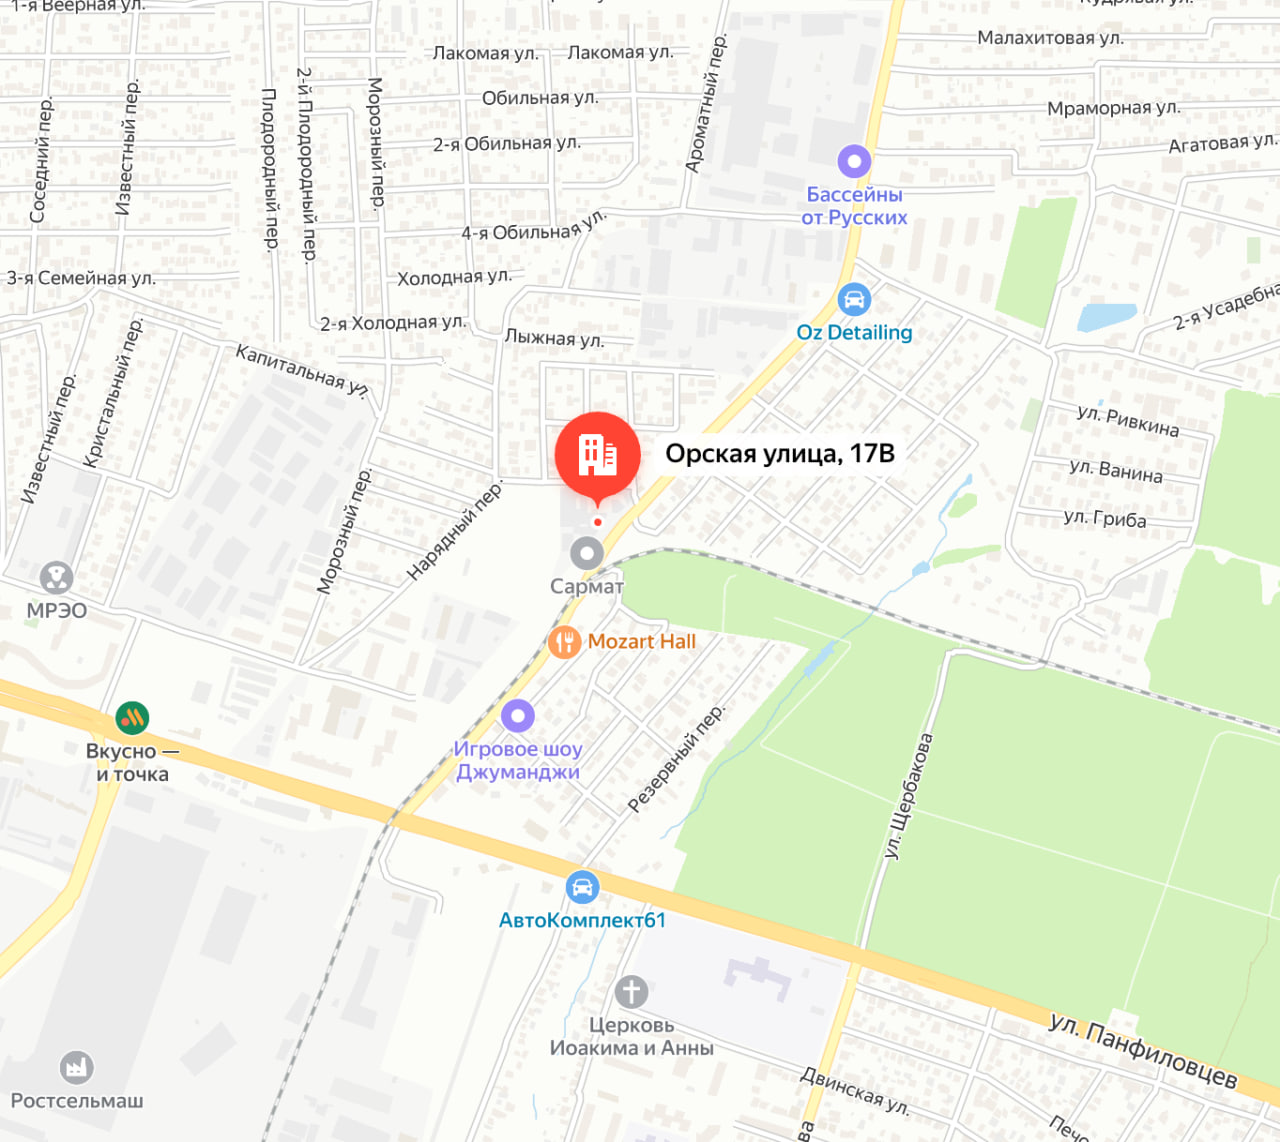 1-я Веерная ул.
Кудрявая ул.
Малахитовая ул.
Лакомая ул.
Лакомая ул.
Ароматный пер.
Обильная ул.
Мраморная ул.
Соседний пер.
Известный пер.
Плодородный пер.
2-й Плодородный пер.
Морозный пер.
2-я Обильная ул.
Агатовая ул.
Бассейны
от Русских
4-я Обильная ул.
3-я Семейная ул.
Холодная ул.
2-я Усадебна
2-я Холодная ул.
Лыжная ул.
Oz Detailing
Капитальная ул.
Кристальный пер.
Известный пер.
ул. Ривкина
Орская улица, 17В
ул. Ванина
ул. Гриба
Морозный пер.
Нарядный пер.
Сармат
МРЭО
Mozart Hall
Вкусно —
и точка
Игровое шоу
Джуманджи
Резервный пер.
ул. Щербакова
АвтоКомплект61
Церковь
Иоакима и Анны
ул. Панфиловцев
Ростсельмаш
Двинская ул.
Печо
ва